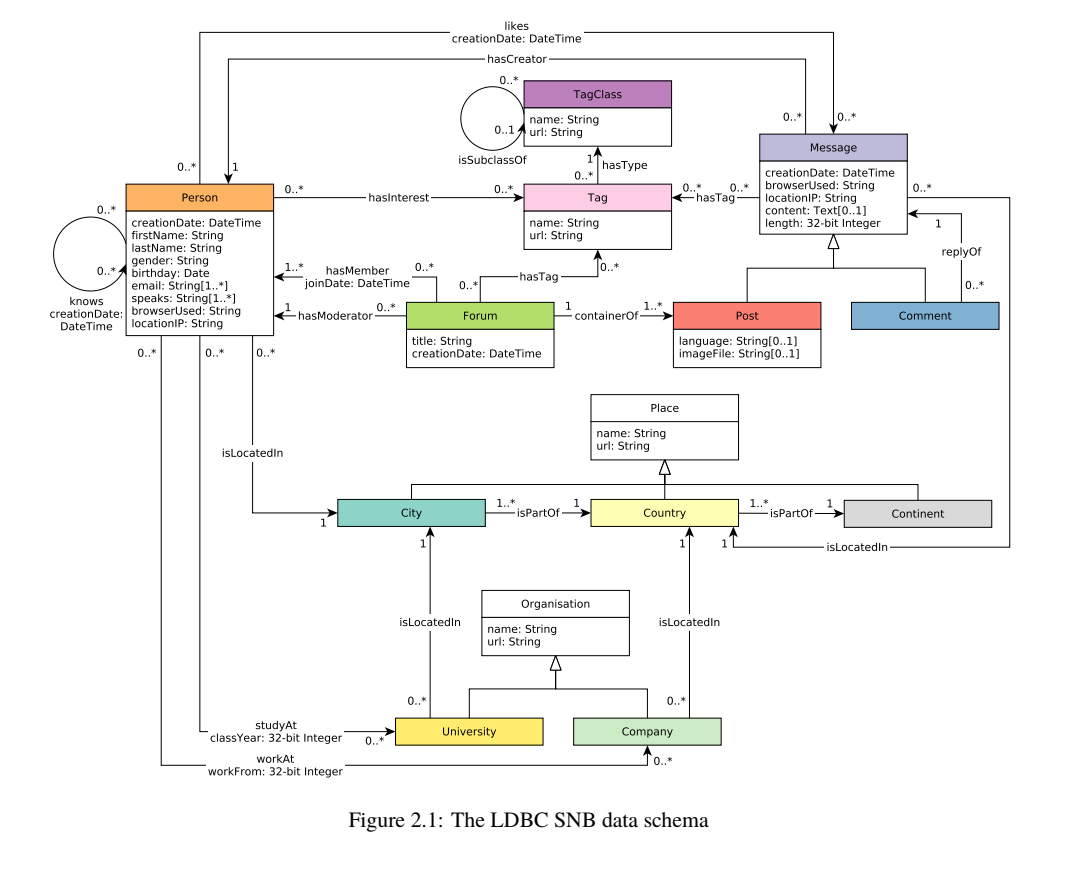 likes
creationDate: DateTime
hasCreator
0..*
TagClass
name: String
url: String
0..1
isSubclassOf
0..*
0..*
Message
creationDate: DateTime
browserUsed: String
locationIP: String
content: Text[0..1]
length: 32-bit Integer
1
hasType
0..*
0..*
1
Person
creationDate: DateTime
firstName: String
lastName: String
gender: String
birthday: Date
email: String[1..*]
speaks: String[1..*]
browserUsed: String
locationIP: String
0..*
hasInterest
0..*
Tag
name: String
url: String
0..*
0..*
hasTag
0..*
0..*
0..*
knows
creationDate:
DateTime
1
replyOf
0..*
1..*
hasMember
joinDate: DateTime
0..*
hasTag
0..*
0..*
1
hasModerator
Forum
title: String
creationDate: DateTime
1
containerOf
1..*
Post
language: String[0..1]
imageFile: String[0..1]
Comment
0..*
0..*
0..*
Place
name: String
url: String
isLocatedIn
1
City
1..*
isPartOf
1
Country
1..*
isPartOf
1
Continent
1
1
1
isLocatedIn
Organisation
name: String
url: String
isLocatedIn
isLocatedIn
0..*
0..*
University
Company
studyAt
classYear: 32-bit Integer
0..*
workAt
workFrom: 32-bit Integer
0..*
Figure 2.1: The LDBC SNB data schema